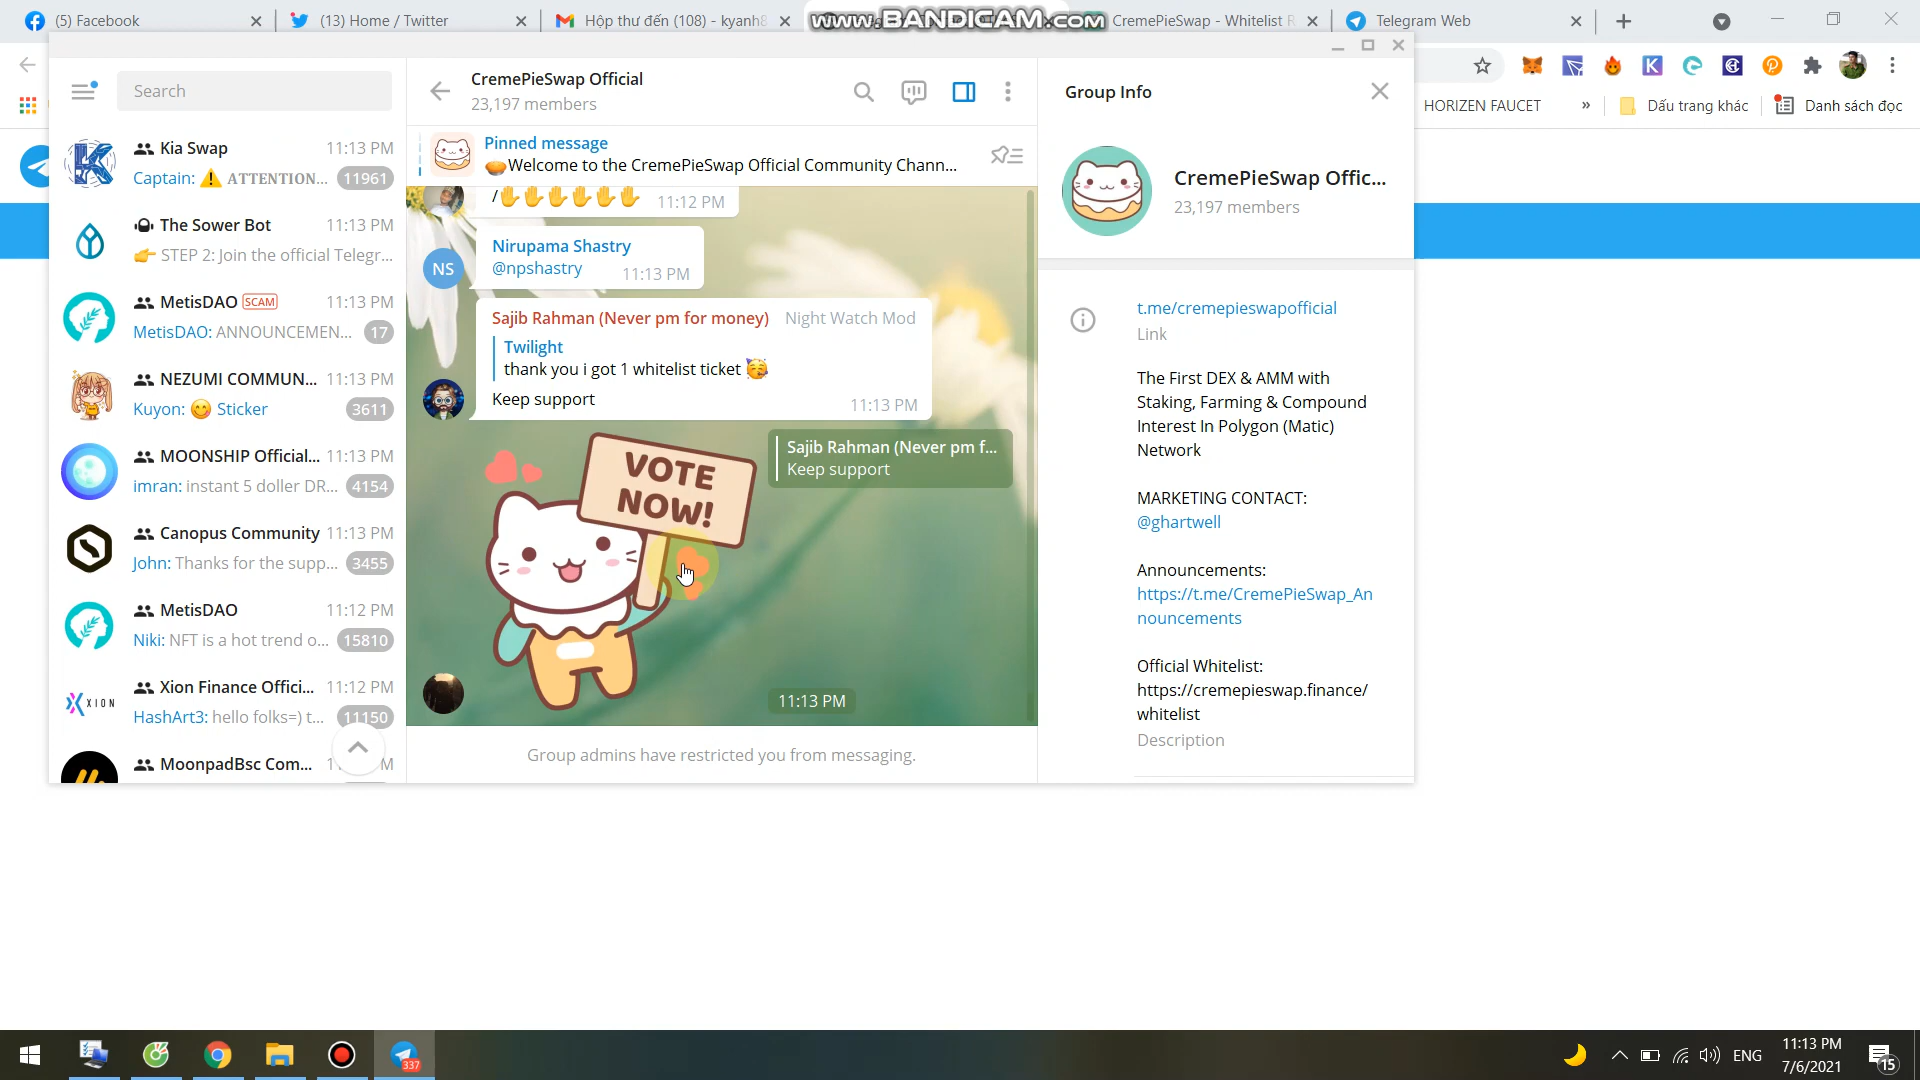 (5) Facebook
(13) Home / Twitter
Hộp thư đến (108) - kyanh8
www.BANDICAM.com
CremePieSwap - Whitelist R
Telegram Web
HORIZEN FAUCET
»
Dấu trang khác
Danh sách đọc
Search
Kia Swap
11:13 PM
Captain: ⚠ ATTENTION...
11961
The Sower Bot
11:13 PM
👉 STEP 2: Join the official Telegr...
MetisDAO SCAM
11:13 PM
MetisDAO: ANNOUNCEMEN...
17
NEZUMI COMMUN...
11:13 PM
Kuyon: 😋 Sticker
3611
MOONSHIP Official...
11:13 PM
imran: instant 5 doller DR...
4154
Canopus Community
11:13 PM
John: Thanks for the supp...
3455
MetisDAO
11:12 PM
Niki: NFT is a hot trend o...
15810
XION
Xion Finance Offici...
11:12 PM
HashArt3: hello folks=) t...
11150
MoonpadBsc Com...
CremePieSwap Official
23,197 members
Pinned message
🥧Welcome to the CremePieSwap Official Community Chann...
/✋✋✋✋✋✋
11:12 PM
NS
Nirupama Shastry
@npshastry
11:13 PM
Sajib Rahman (Never pm for money)
Night Watch Mod
Twilight
thank you i got 1 whitelist ticket 🥳
Keep support
11:13 PM
VOTE
NOW!
Sajib Rahman (Never pm f...
Keep support
11:13 PM
Group admins have restricted you from messaging.
Group Info
CremePieSwap Offic...
23,197 members
t.me/cremepieswapofficial
Link
The First DEX & AMM with
Staking, Farming & Compound
Interest In Polygon (Matic)
Network
MARKETING CONTACT:
@ghartwell
Announcements:
https://t.me/CremePieSwap_An
nouncements
Official Whitelist:
https://cremepieswap.finance/
whitelist
Description
337
ENG
11:13 PM
7/6/2021
15